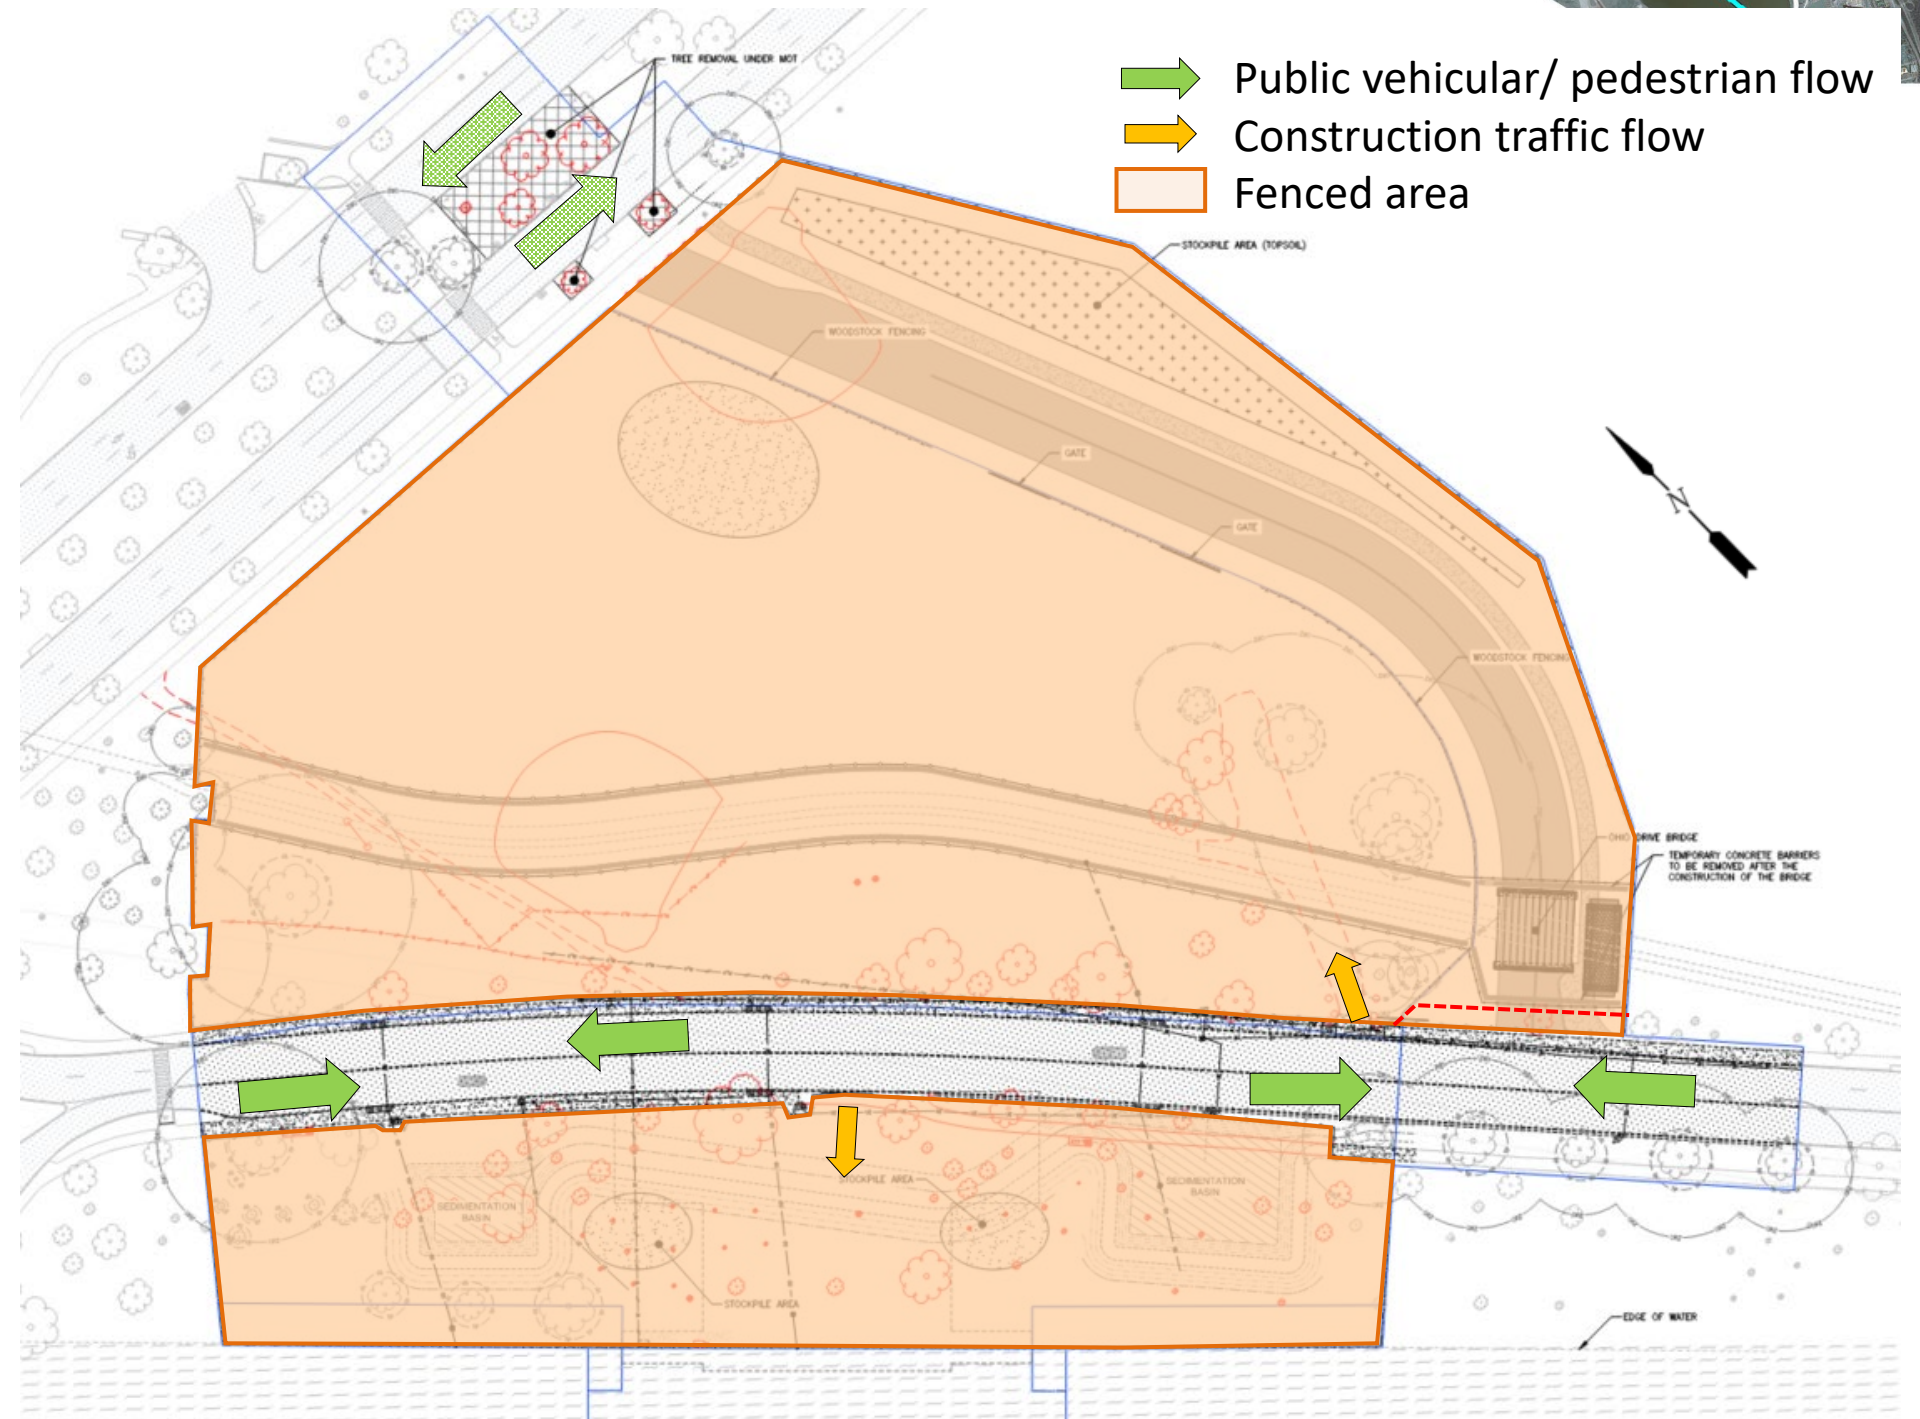 TREE REMOVAL UNDER MOT
Public vehicular/ pedestrian flow
Construction traffic flow
Fenced area
STOCKPILE AREA (TOPSOIL)
WOODSTOCK FENCING
GATE
GATE
N
WOODSTOCK FENCING
OHIO DRIVE BRIDGE
TEMPORARY CONCRETE BARRIERS
TO BE REMOVED AFTER THE
CONSTRUCTION OF THE BRIDGE
STOCKPILE AREA
SEDIMENTATION
BASIN
SEDIMENTATION
BASIN
STOCKPILE AREA
EDGE OF WATER